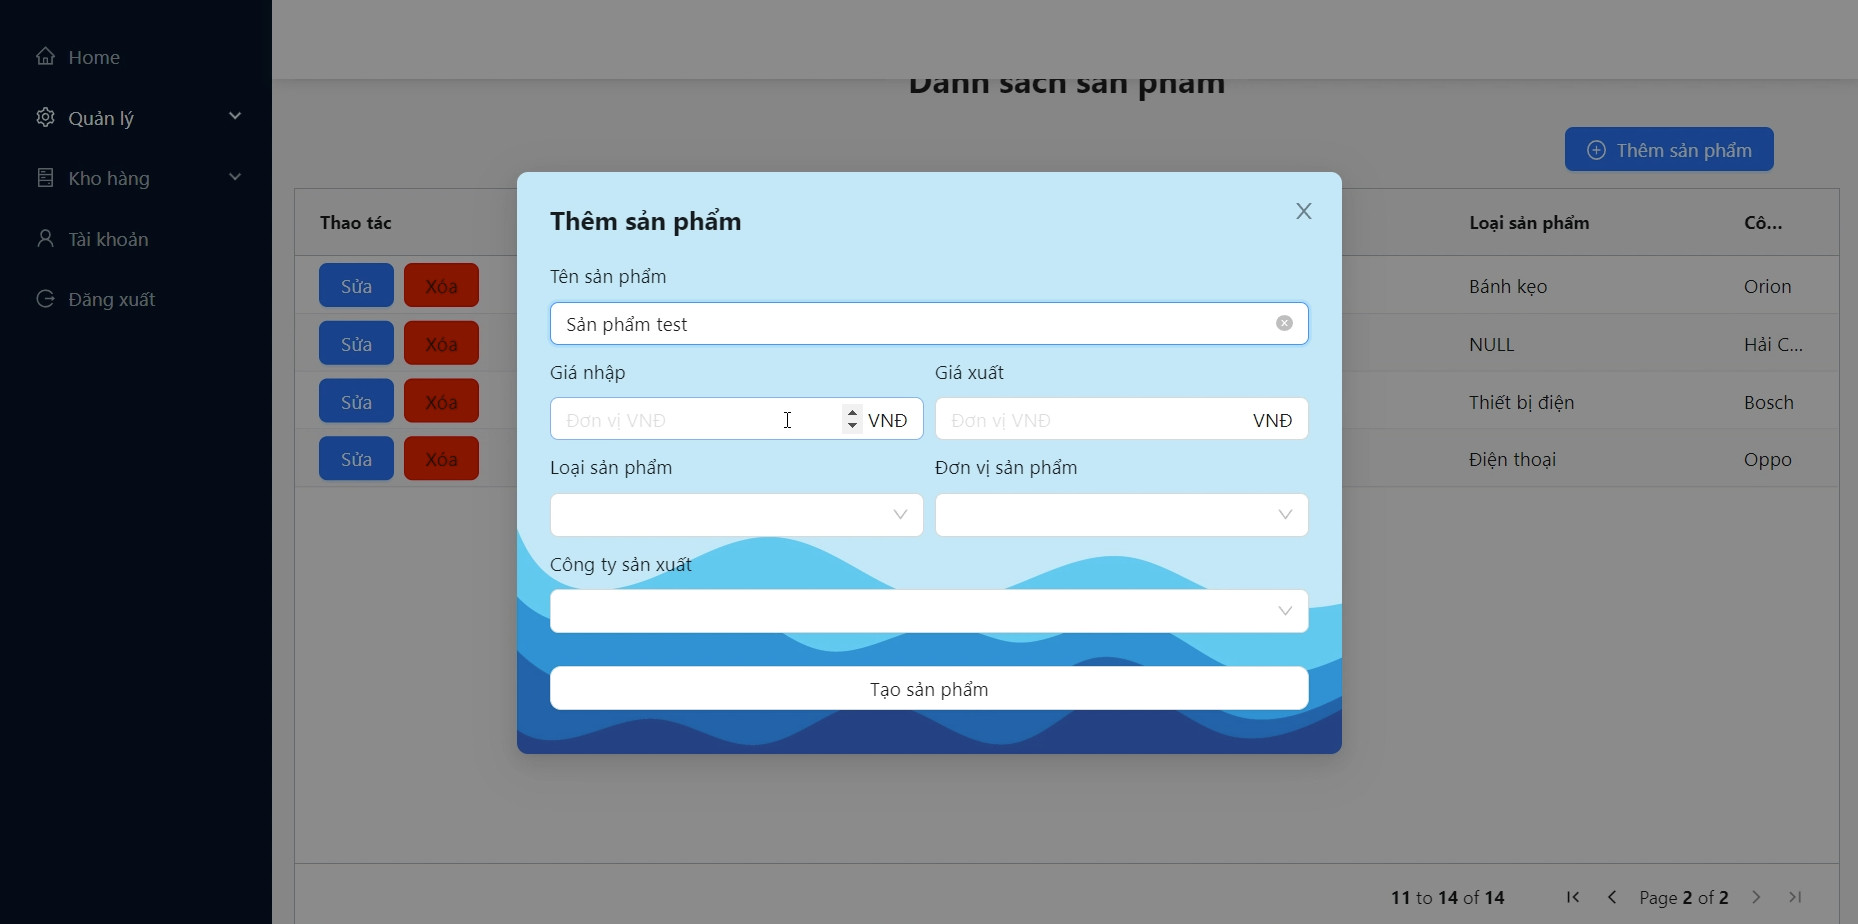 Home
Quản lý
Kho hàng
Tài khoản
Đăng xuất
Danh sách sản phẩm
Thêm sản phẩm
Thao tác
Loại sản phẩm
Cô...
Sửa
Xóa
Bánh kẹo
Orion
Sửa
Xóa
NULL
Hải C...
Sửa
Xóa
Thiết bị điện
Bosch
Sửa
Xóa
Điện thoại
Oppo
Thêm sản phẩm
Tên sản phẩm
Sản phẩm test
Giá nhập
Giá xuất
Đơn vị VNĐ
VNĐ
Đơn vị VNĐ
VNĐ
Loại sản phẩm
Đơn vị sản phẩm
Công ty sản xuất
Tạo sản phẩm
11 to 14 of 14
Page 2 of 2